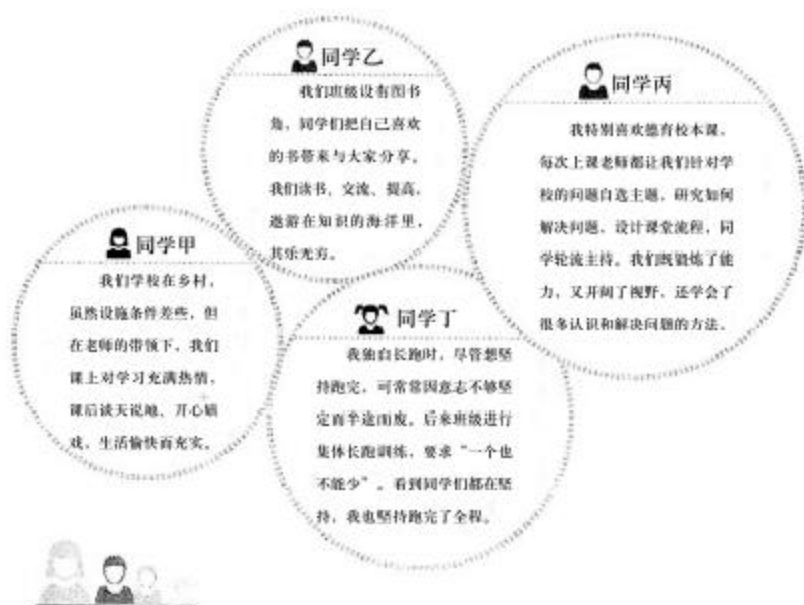 同学乙
我们班级设有图书
角，同学们把自己喜欢
的书带来与大家分享。
我们读书、交流、提高，
遨游在知识的海洋里，
其乐无穷。
同学丙
我特别喜欢德育校本课，
每次上课老师都让我们针对学
校的问题自选主题，研究如何
解决问题，设计课堂流程，同
学轮流主持。我们既锻炼了能
力，又开阔了视野，还学会了
很多认识和解决问题的方法。
同学甲
我们学校在乡村，
虽然设施条件差些，但
在老师的带领下，我们
课上对学习充满热情，
课后谈天说地、开心嬉
戏，生活愉快而充实。
同学丁
我独自长跑时，尽管想坚
持跑完，可常常因意志不够坚
定而半途而废。后来班级进行
集体长跑训练，要求“一个也
不能少”。看到同学们都在坚
持，我也坚持跑完了全程。